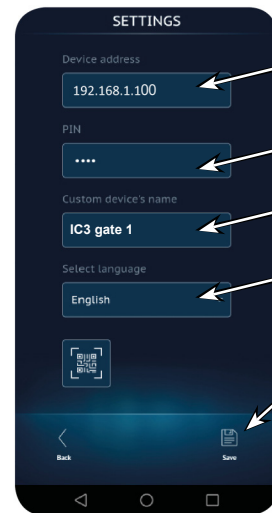 SETTINGS
Device address
192.168.1.100
PIN
••••
Custom device's name
IC3 gate 1
Select language
English
Back
Save